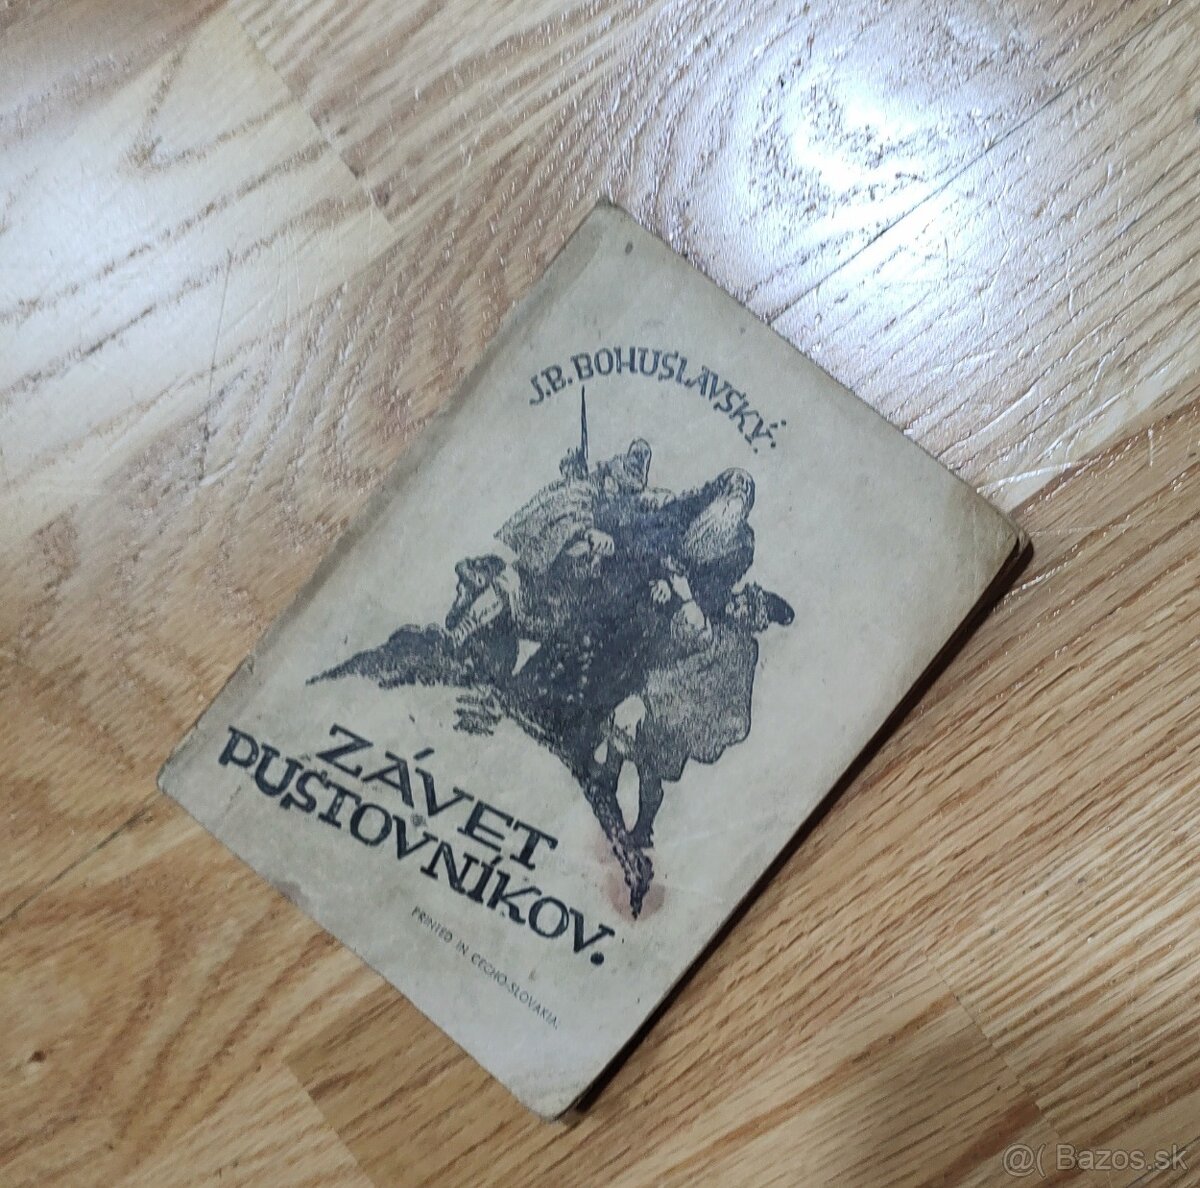 J.B. BOHUSLAVSKÝ.
ZÁVET
PUSTOVNÍKOV.
PRINTED IN CECHO-SLOVAKIA.
@( Bazos.sk